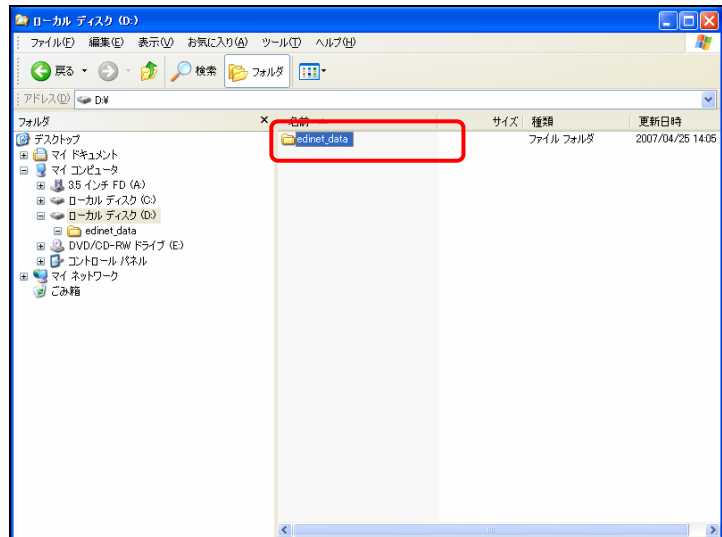 ローカル ディスク (D:)
ファイル(F) 編集(E) 表示(V) お気に入り(A) ツール(T) ヘルプ(H)
戻る 検索 フォルダ
アドレス(D) D:¥
フォルダ × 名前 サイズ 種類 更新日時
デスクトップ edinet_data ファイル フォルダ 2007/04/25 14:05
マイ ドキュメント
マイ コンピュータ
3.5 インチ FD (A:)
ローカル ディスク (C:)
ローカル ディスク (D:)
edinet_data
DVD/CD-RW ドライブ (E:)
コントロール パネル
マイ ネットワーク
ごみ箱